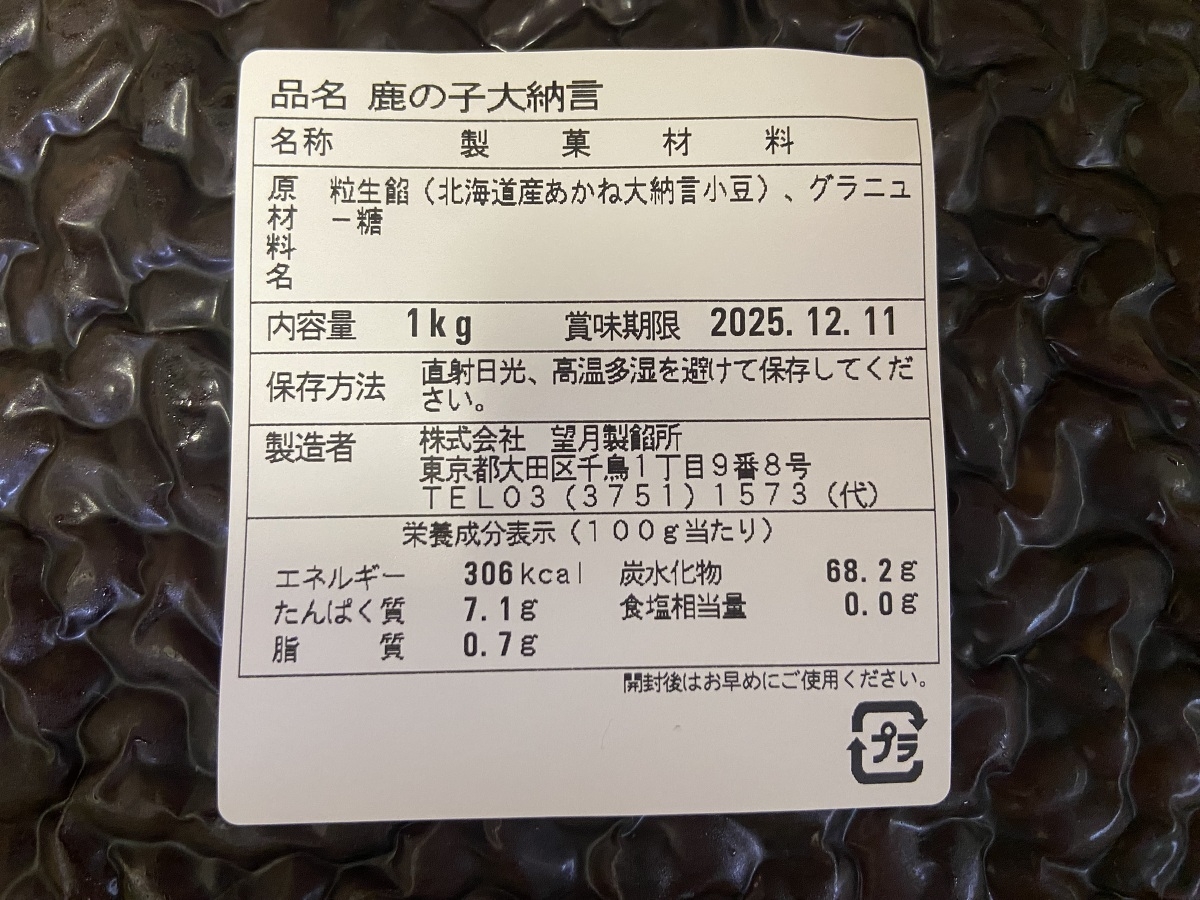 品名 鹿の子大納言
名称 製菓材料
原材料名 粒生餡（北海道産あかね大納言小豆）、グラニュ
ー糖
内容量 1kg 賞味期限 2025.12.11
保存方法 直射日光、高温多湿を避けて保存してくだ
さい。
製造者 株式会社 望月製餡所
東京都大田区千鳥1丁目9番8号
TEL03（3751）1573（代）
栄養成分表示（100g当たり）
エネルギー 306kcal 炭水化物 68.2g
たんぱく質 7.1g 食塩相当量 0.0g
脂質 0.7g
開封後はお早めにご使用ください。
プラ